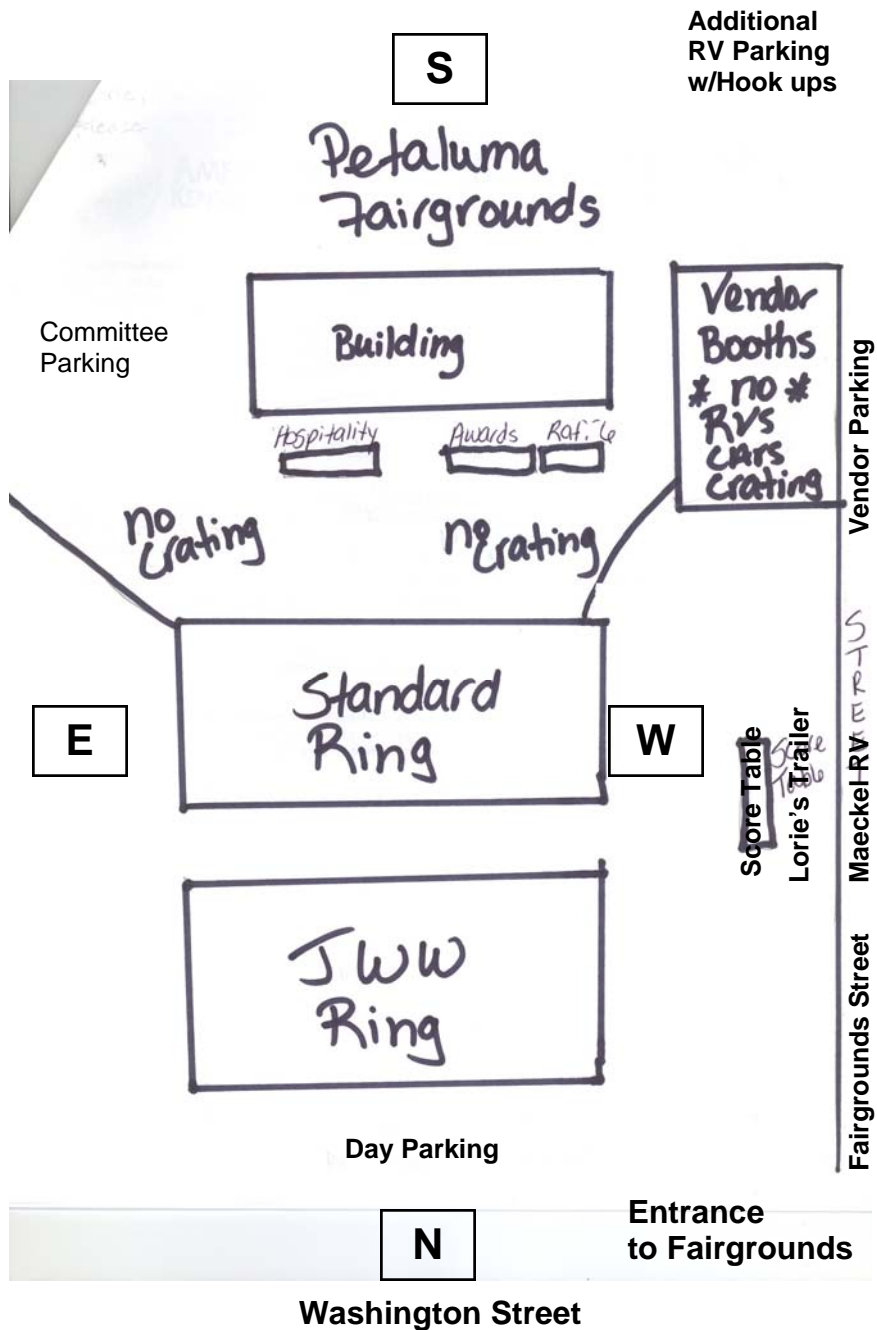 Additional
RV Parking
w/Hook ups
S
Petaluma
Fairgrounds
Committee
Parking
Building
Vendor
Booths
* no *
RVs
CARS
Crating
Vendor Parking
Hospitality
Awards
no
Crating
no
Crating
STREET
Standard
Ring
E
W
Score Table
Score
Table
Lorie's Trailer
Maeckel RV
JWW
Ring
Fairgrounds Street
Day Parking
N
Entrance
to Fairgrounds
Washington Street